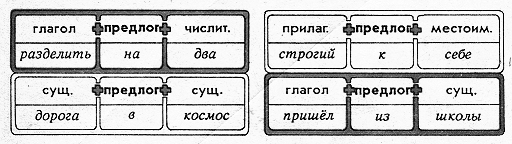 глагол предлог числит.
разделить на два
прилаг. предлог местоим.
строгий к себе
сущ. предлог сущ.
дорога в космос
глагол предлог сущ.
пришёл из школы